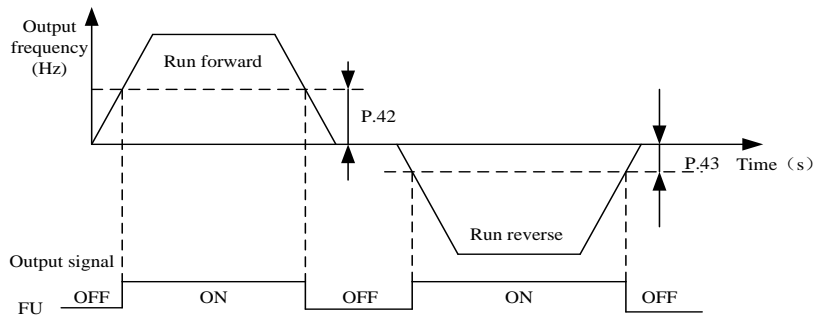 Output
frequency
(Hz)
Run forward
P.42
P.43
Time（s）
Run reverse
Output signal
FU
OFF
ON
OFF
ON
OFF